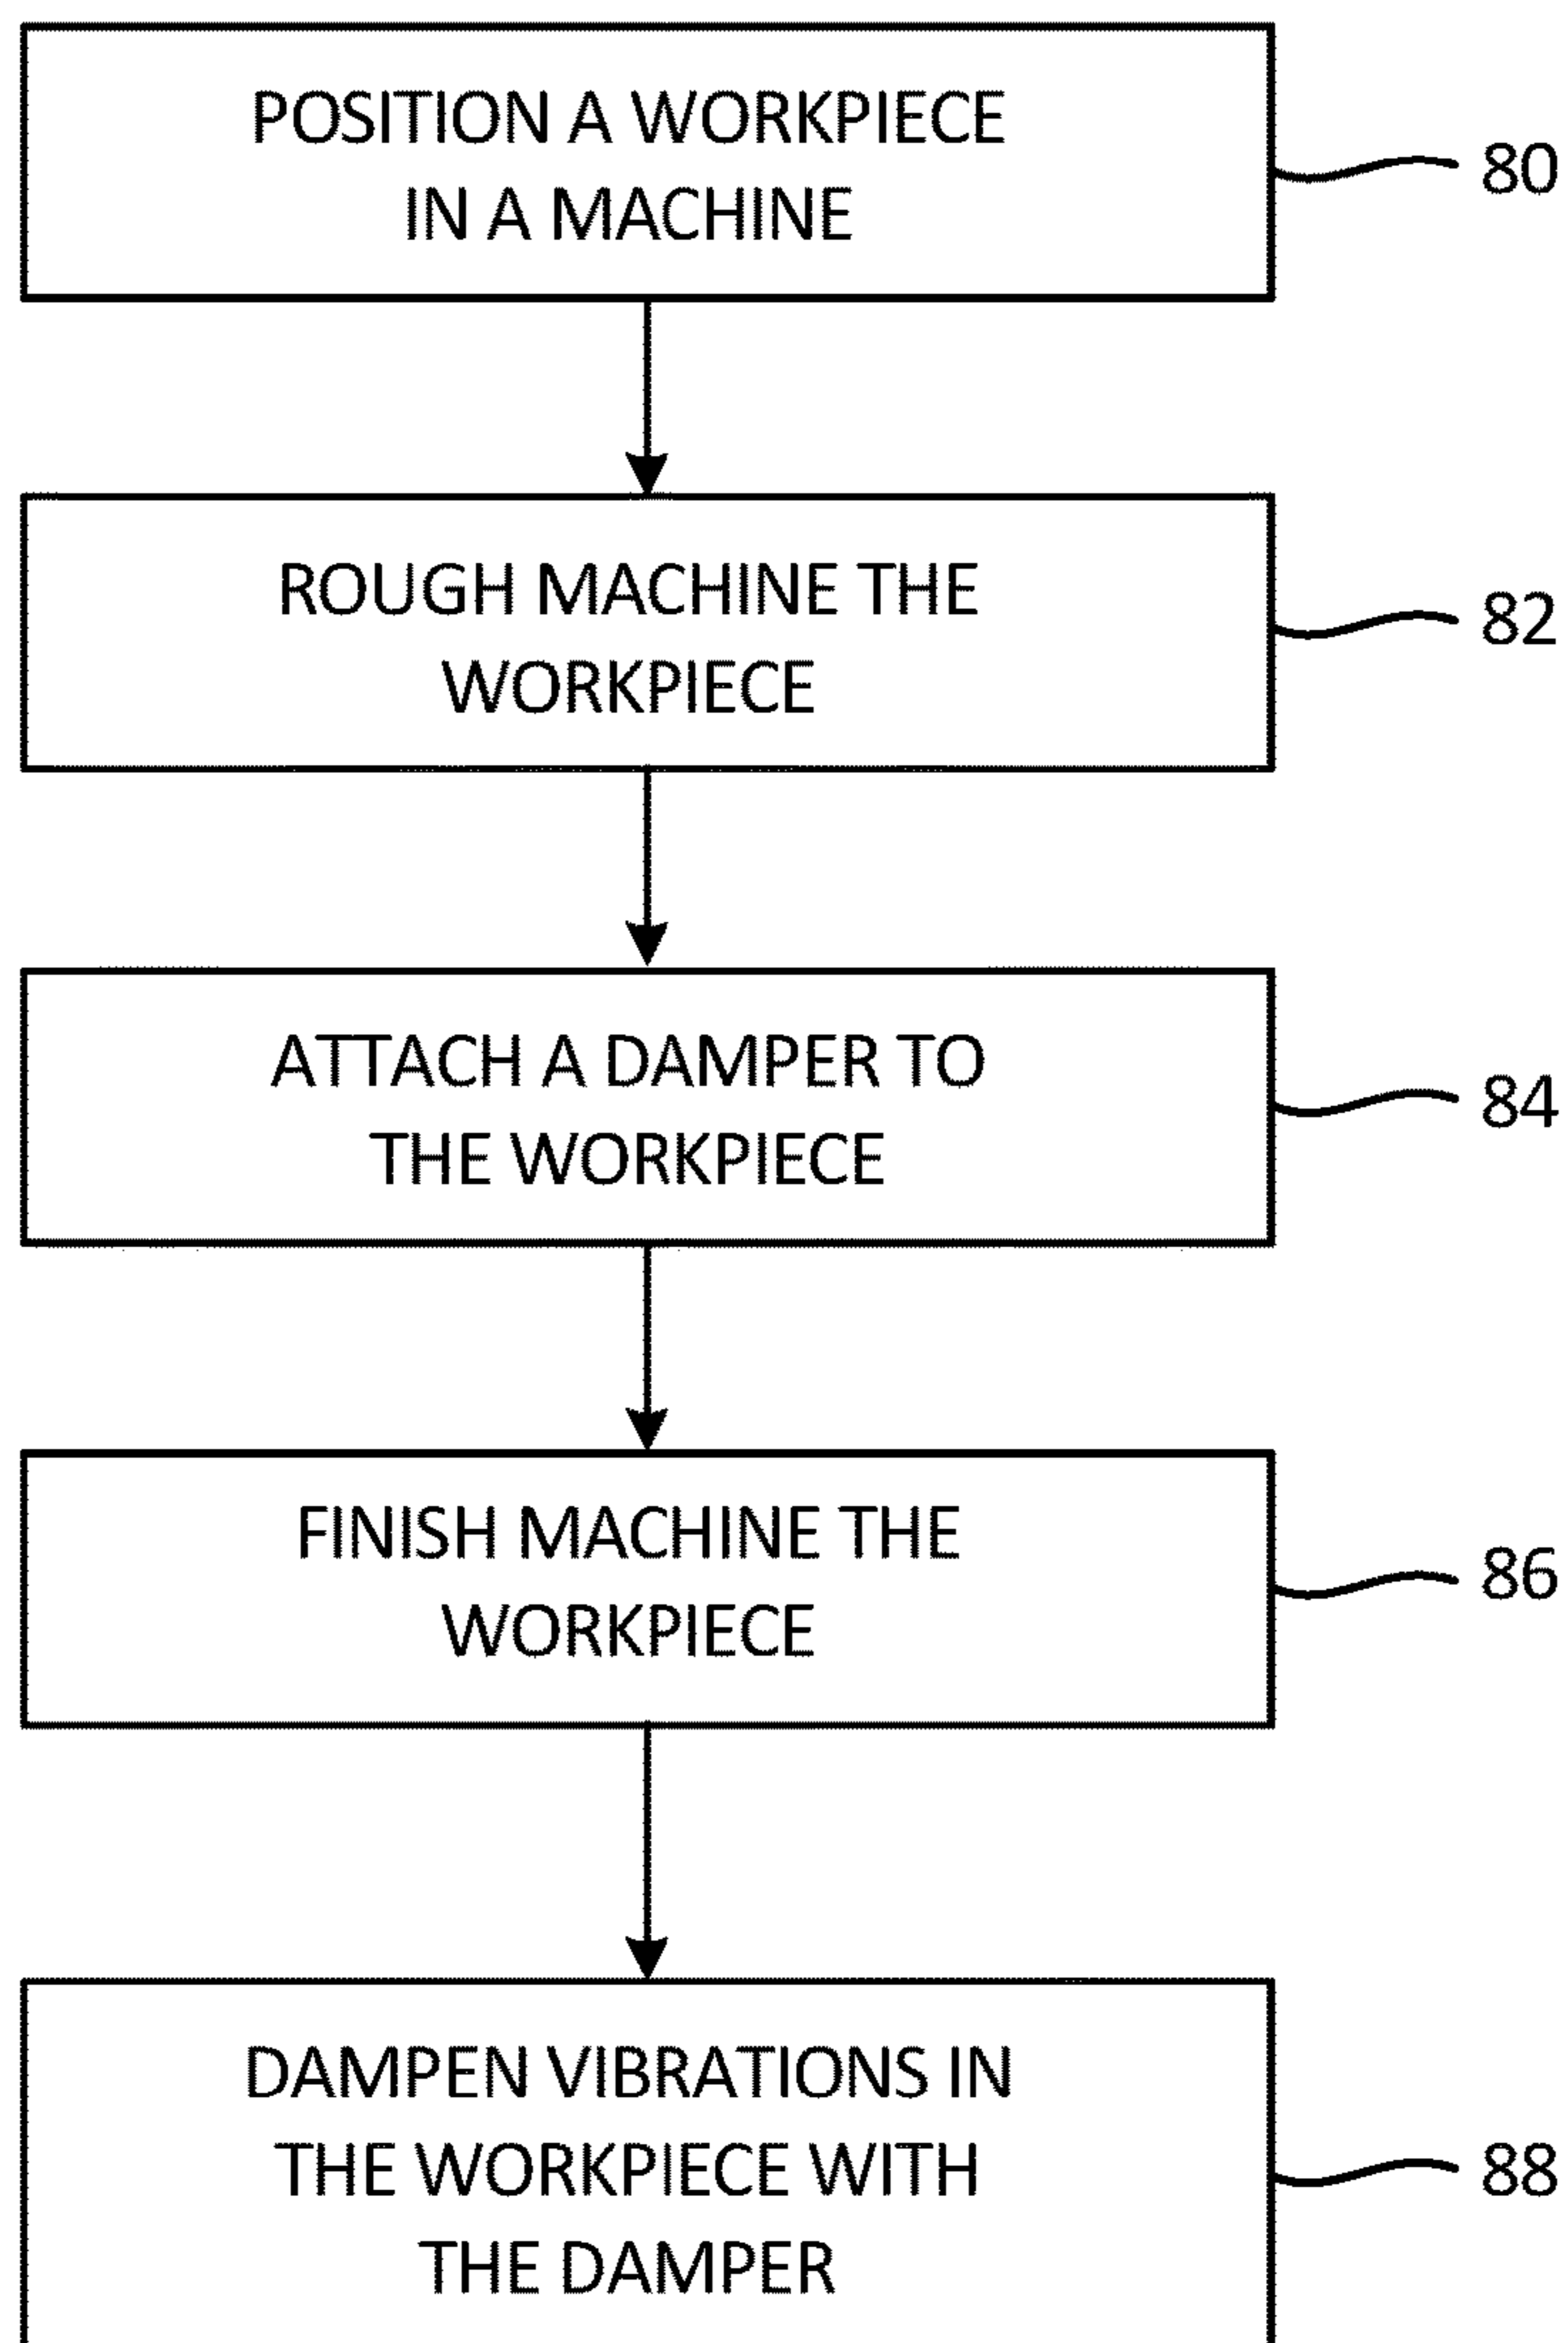 POSITION A WORKPIECE
IN A MACHINE
80
ROUGH MACHINE THE
WORKPIECE
82
ATTACH A DAMPER TO
THE WORKPIECE
84
FINISH MACHINE THE
WORKPIECE
86
DAMPEN VIBRATIONS IN
THE WORKPIECE WITH
THE DAMPER
88